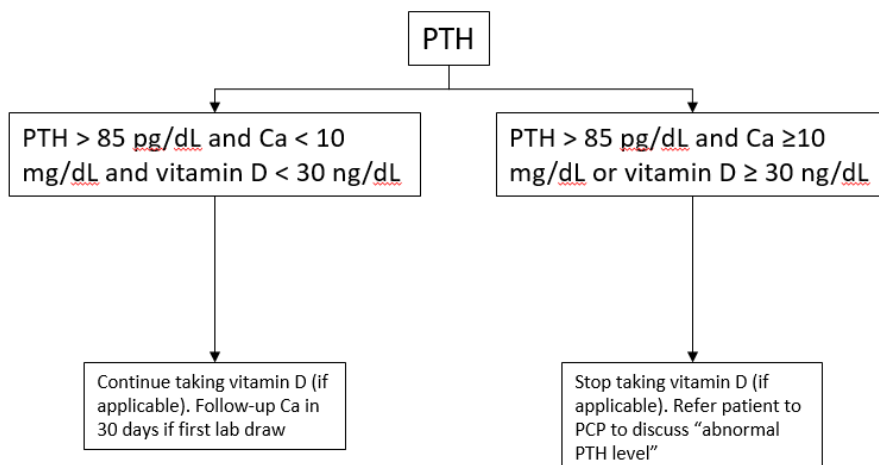 PTH
PTH > 85 pg/dL and Ca < 10
mg/dL and vitamin D < 30 ng/dL
PTH > 85 pg/dL and Ca ≥10
mg/dL or vitamin D ≥ 30 ng/dL
Continue taking vitamin D (if
applicable). Follow-up Ca in
30 days if first lab draw
Stop taking vitamin D (if
applicable). Refer patient to
PCP to discuss “abnormal
PTH level”